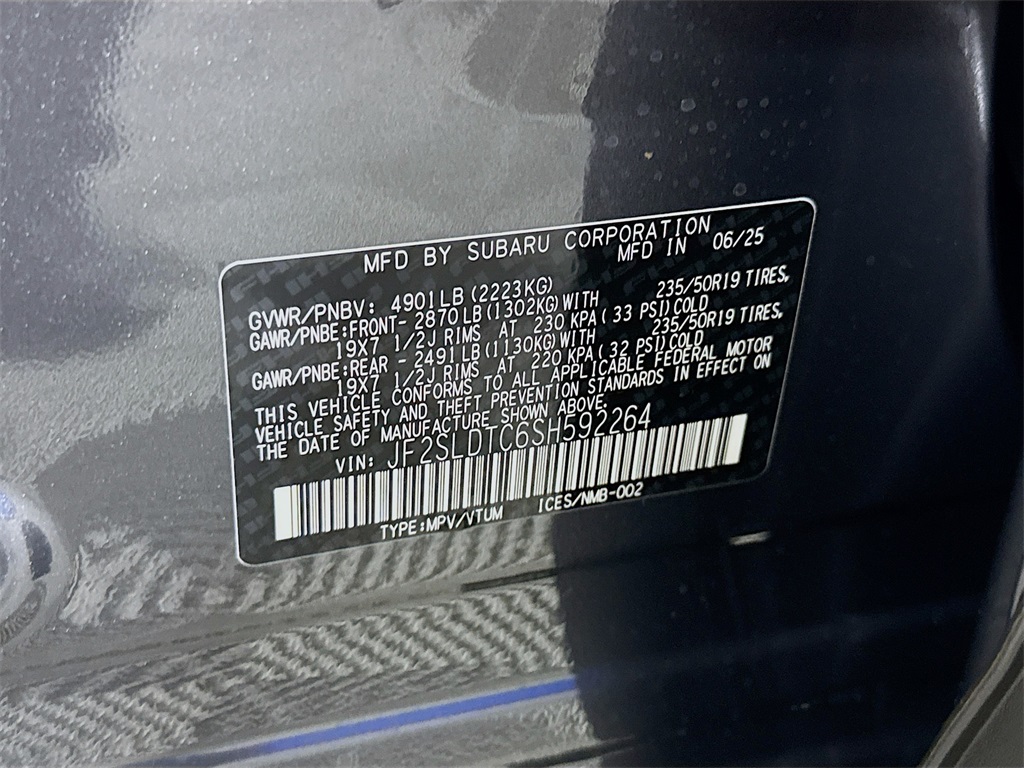 MFD BY SUBARU CORPORATION
MFD IN 06/25
GVWR/PNBV: 4901LB(2223KG)
GAWR/PNBE:FRONT- 2870LB(1302KG)WITH 235/50R19 TIRES,
19X7 1/2J RIMS AT 230 KPA( 33 PSI)COLD
GAWR/PNBE:REAR - 2491LB(1130KG)WITH 235/50R19 TIRES,
19X7 1/2J RIMS AT 220 KPA( 32 PSI)COLD
THIS VEHICLE CONFORMS TO ALL APPLICABLE FEDERAL MOTOR
VEHICLE SAFETY AND THEFT PREVENTION STANDARDS IN EFFECT ON
THE DATE OF MANUFACTURE SHOWN ABOVE.
VIN: JF2SLDTC6SH592264
TYPE:MPV/VTUM ICES/NMB-002